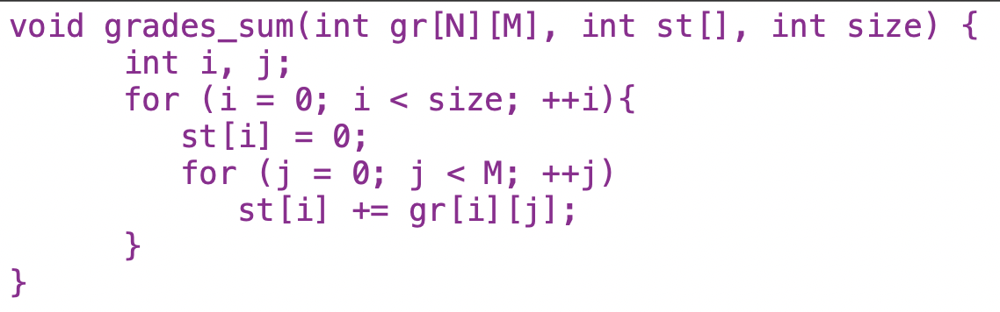 void grades_sum(int gr[N][M], int st[], int size) {
int i, j;
for (i = 0; i < size; ++i){
st[i] = 0;
for (j = 0; j < M; ++j)
st[i] += gr[i][j];
}
}